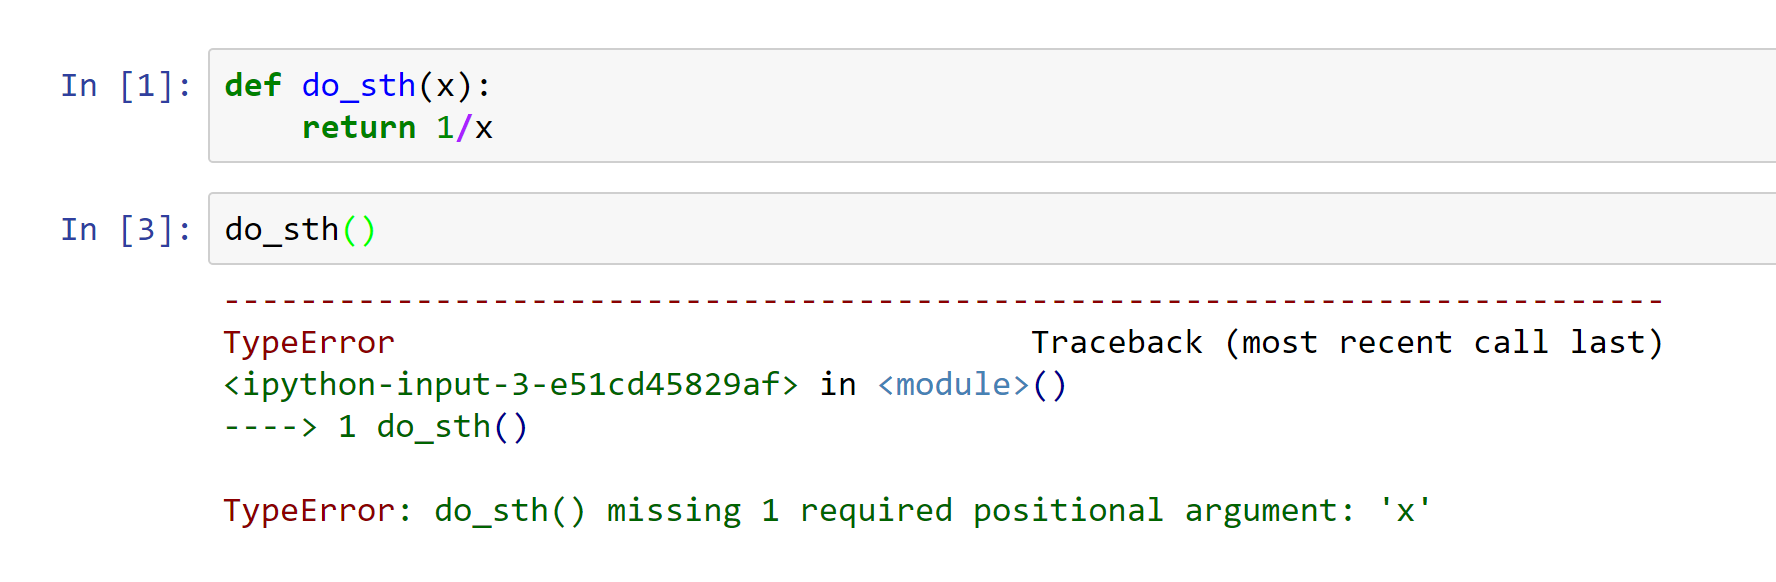 In [1]: def do_sth(x):
    return 1/x
In [3]: do_sth()
---------------------------------------------------------------------------
TypeError                                 Traceback (most recent call last)
<ipython-input-3-e51cd45829af> in <module>()
----> 1 do_sth()
TypeError: do_sth() missing 1 required positional argument: 'x'